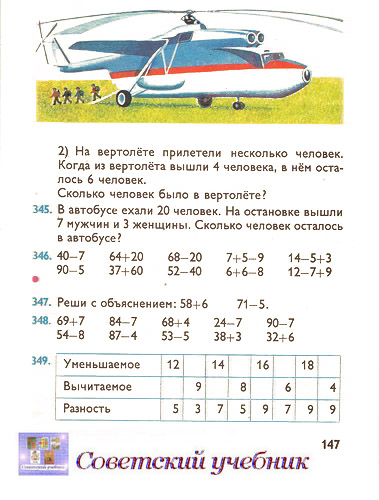 2) На вертолёте прилетели несколько человек.
Когда из вертолёта вышли 4 человека, в нём оста-
лось 6 человек.
Сколько человек было в вертолёте?
345. В автобусе ехали 20 человек. На остановке вышли
7 мужчин и 3 женщины. Сколько человек осталось
в автобусе?
346. 40−7 64+20 68−20 7+5−9 14−5+3
90−5 37+60 52−40 6+6−8 12−7+9
347. Реши с объяснением: 58+6 71−5.
348. 69+7 84−7 68+4 24−7 90−7
54−8 87−4 53−5 38+3 32+6
349. Уменьшаемое 12 14 16 18
Вычитаемое 9 8 6 4
Разность 5 3 7 5 9 7 9 9
147
Советский учебник